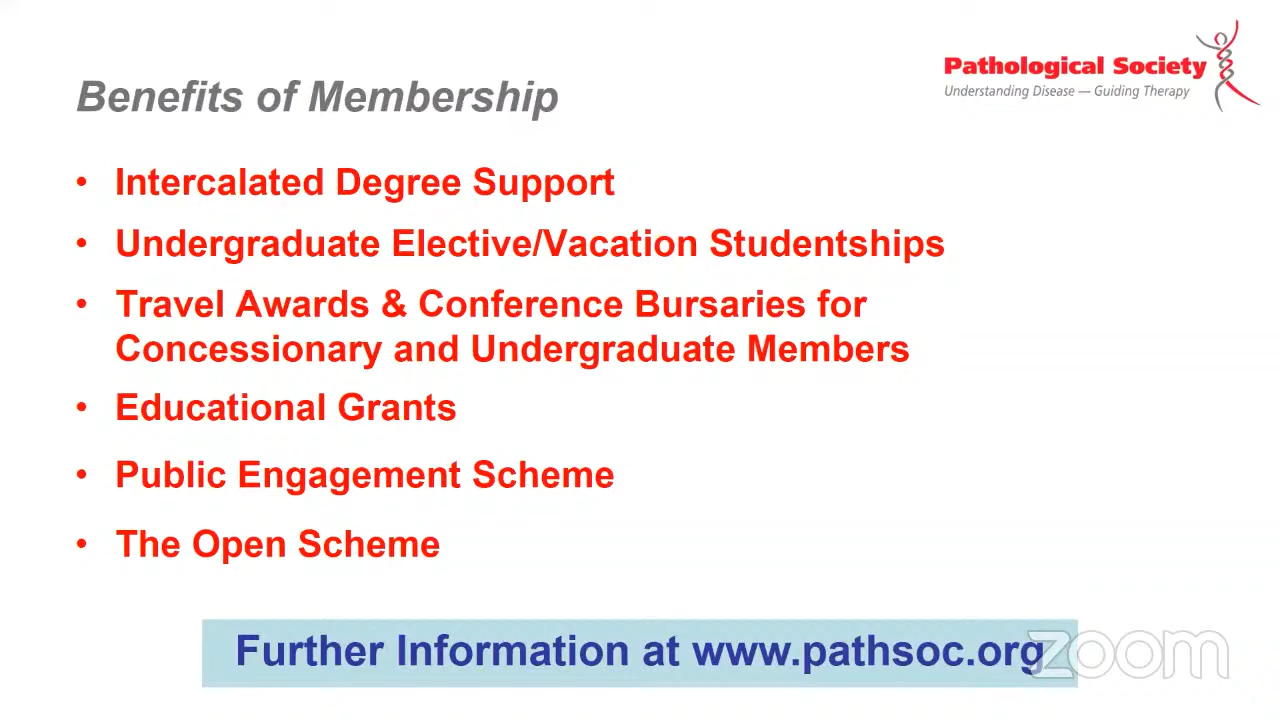 Pathological Society
Understanding Disease — Guiding Therapy
Benefits of Membership
• Intercalated Degree Support
• Undergraduate Elective/Vacation Studentships
• Travel Awards & Conference Bursaries for
Concessionary and Undergraduate Members
• Educational Grants
• Public Engagement Scheme
• The Open Scheme
Further Information at www.pathsoc.org
zoom